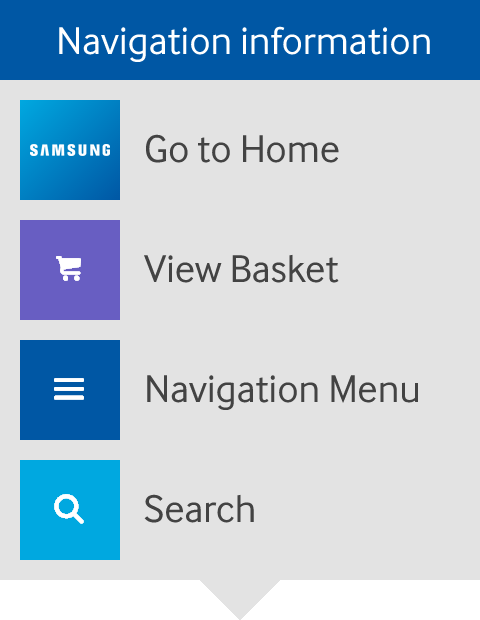 Navigation information
SAMSUNG
Go to Home
View Basket
Navigation Menu
Search